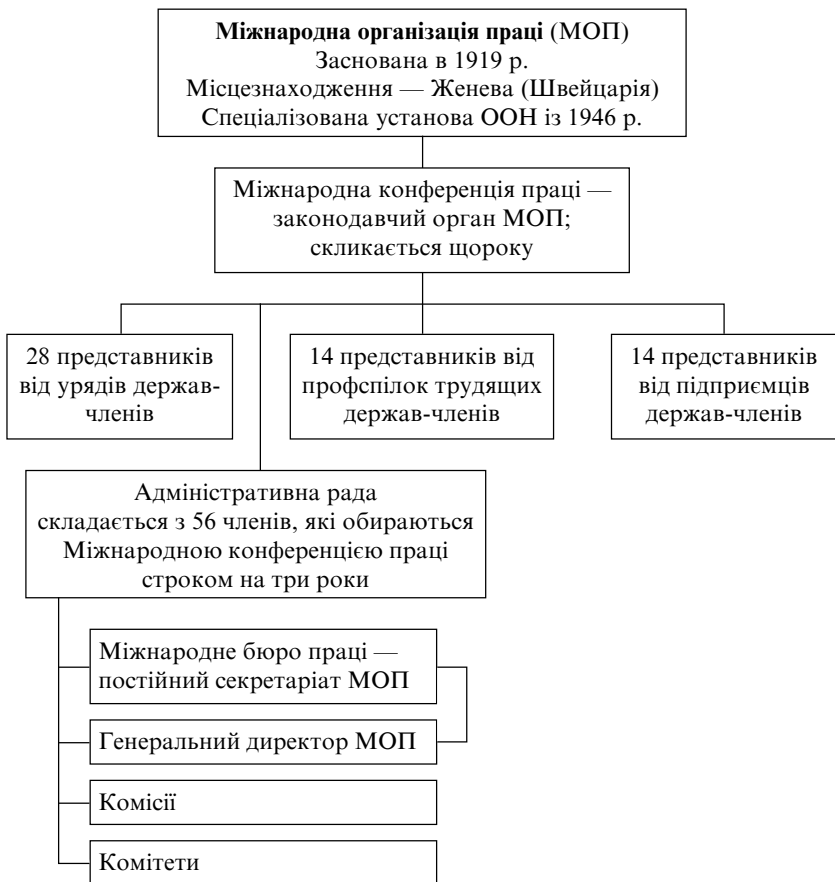 Міжнародна організація праці (МОП)
Заснована в 1919 р.
Місцезнаходження — Женева (Швейцарія)
Спеціалізована установа ООН із 1946 р.
Міжнародна конференція праці —
законодавчий орган МОП;
скликається щороку
28 представників
від урядів держав-
членів
14 представників від
профспілок трудящих
держав-членів
14 представників
від підприємців
держав-членів
Адміністративна рада
складається з 56 членів, які обираються
Міжнародною конференцією праці
строком на три роки
Міжнародне бюро праці —
постійний секретаріат МОП
Генеральний директор МОП
Комісії
Комітети